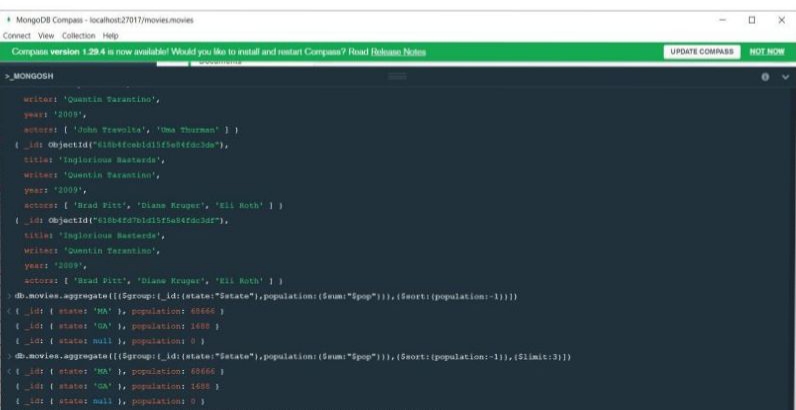 MongoDB Compass - localhost:27017/movies.movies
Connect View Collection Help
Compass version 1.29.4 is now available! Would you like to install and restart Compass? Read Release Notes
UPDATE COMPASS NOT NOW
>_MONGOSH
writer: 'Quentin Tarantino',
year: '2009',
actors: [ 'John Travolta', 'Uma Thurman' ] }
{ _id: ObjectId("618b4fceb1d15f5e84fdc3de"),
title: 'Inglorious Basterds',
writer: 'Quentin Tarantino',
year: '2009',
actors: [ 'Brad Pitt', 'Diane Kruger', 'Eli Roth' ] }
{ _id: ObjectId("618b4fd7b1d15f5e84fdc3df"),
title: 'Inglorious Basterds',
writer: 'Quentin Tarantino',
year: '2009',
actors: [ 'Brad Pitt', 'Diane Kruger', 'Eli Roth' ] }
> db.movies.aggregate([{$group:{_id:{state:"$state"},population:{$sum:"$pop"}}},{$sort:{population:-1}}])
< { _id: { state: 'MA' }, population: 68666 }
{ _id: { state: 'GA' }, population: 1688 }
{ _id: { state: null }, population: 0 }
> db.movies.aggregate([{$group:{_id:{state:"$state"},population:{$sum:"$pop"}}},{$sort:{population:-1}},{$limit:3}])
< { _id: { state: 'MA' }, population: 68666 }
{ _id: { state: 'GA' }, population: 1688 }
{ _id: { state: null }, population: 0 }